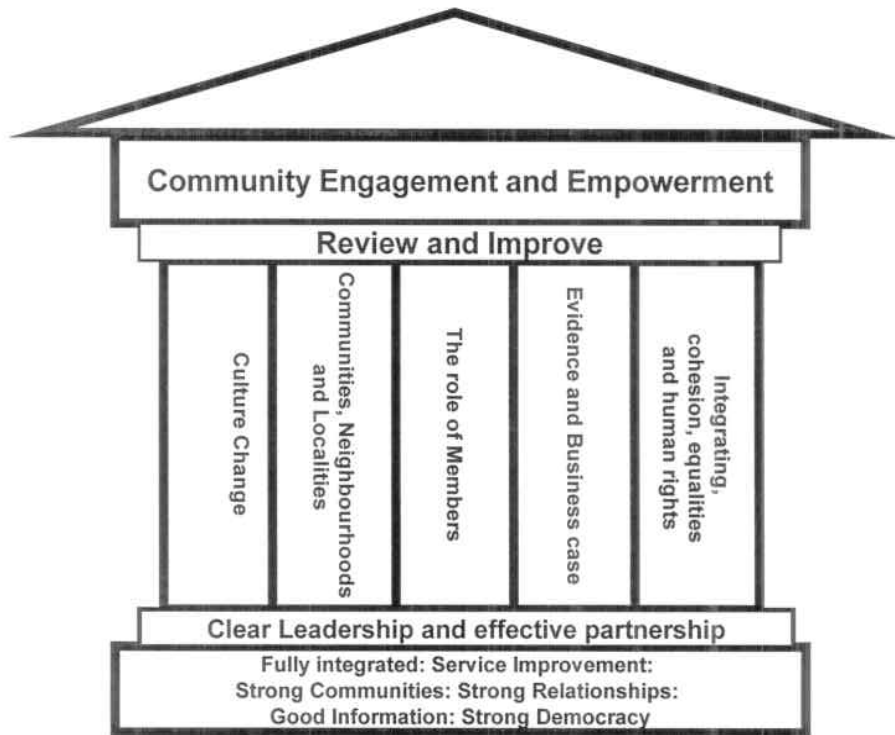 Community Engagement and Empowerment
Review and Improve
Culture Change
Communities, Neighbourhoods
and Localities
The role of Members
Evidence and Business case
Integrating,
cohesion, equalities
and human rights
Clear Leadership and effective partnership
Fully integrated: Service Improvement:
Strong Communities: Strong Relationships:
Good Information: Strong Democracy